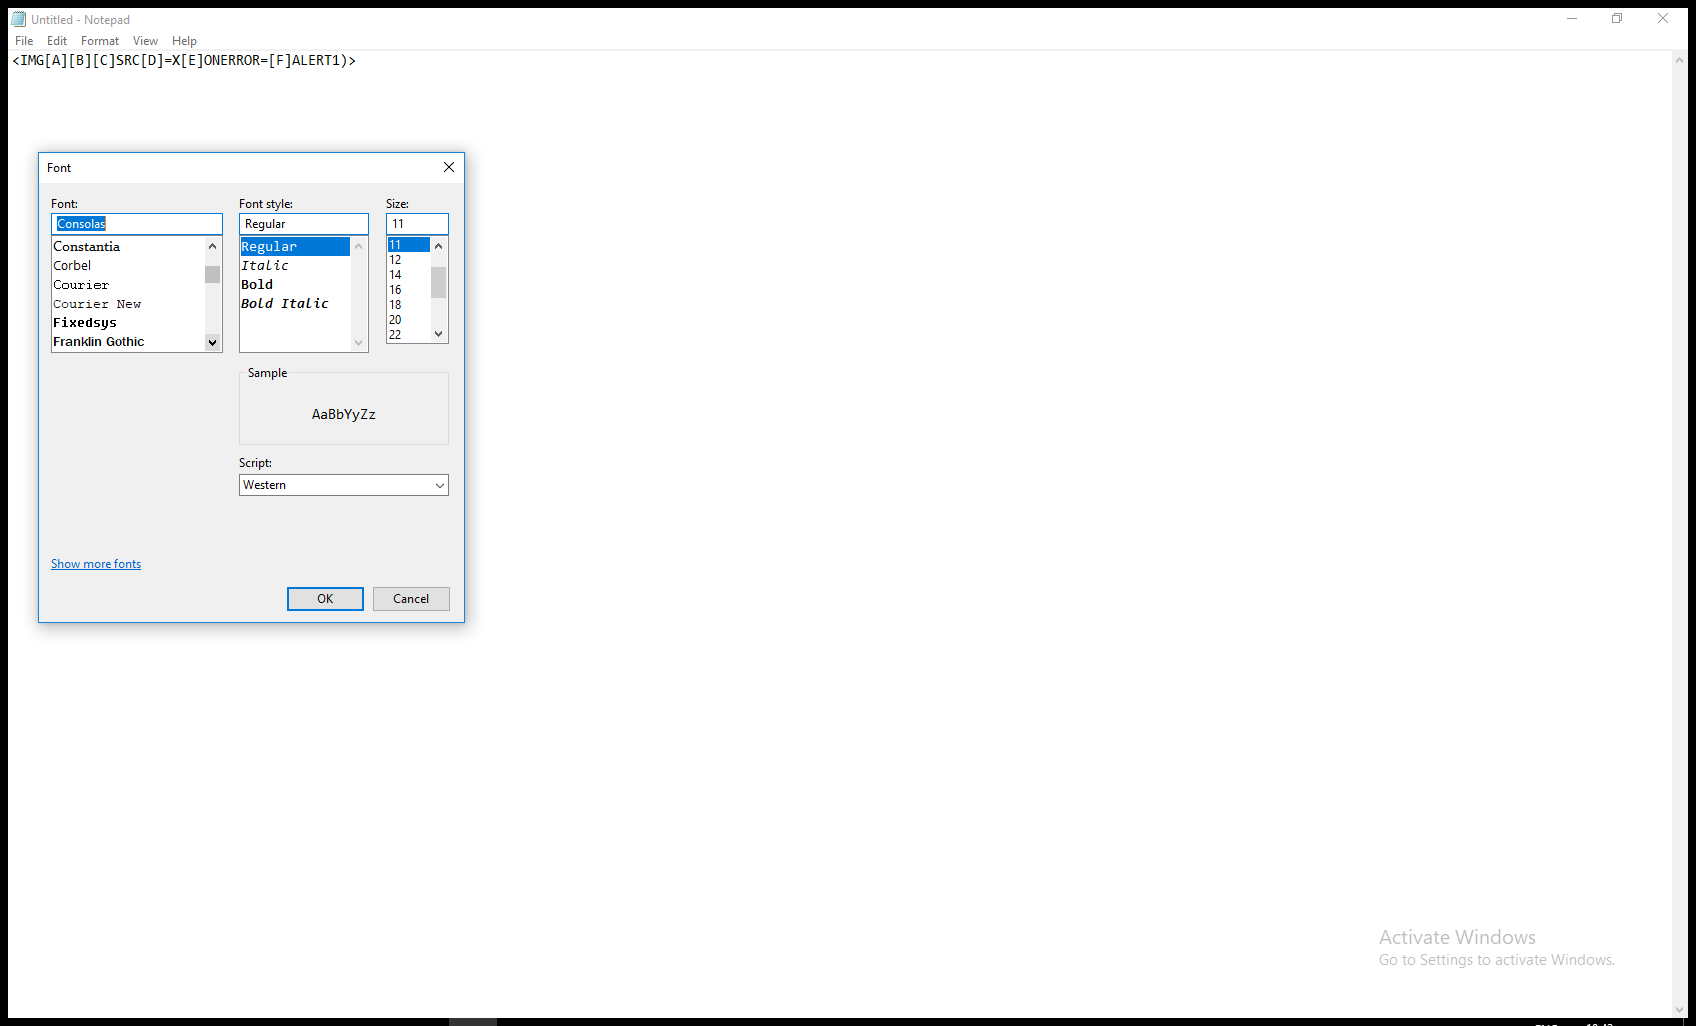 Untitled - Notepad
File Edit Format View Help
<IMG[A][B][C]SRC[D]=X[E]ONERROR=[F]ALERT1)>
Font
Font: Font style: Size:
Consolas Regular 11
Constantia
Corbel
Courier
Courier New
Fixedsys
Franklin Gothic
Regular
Italic
Bold
Bold Italic
11
12
14
16
18
20
22
Sample
AaBbYyZz
Script:
Western
Show more fonts
OK Cancel
Activate Windows
Go to Settings to activate Windows.